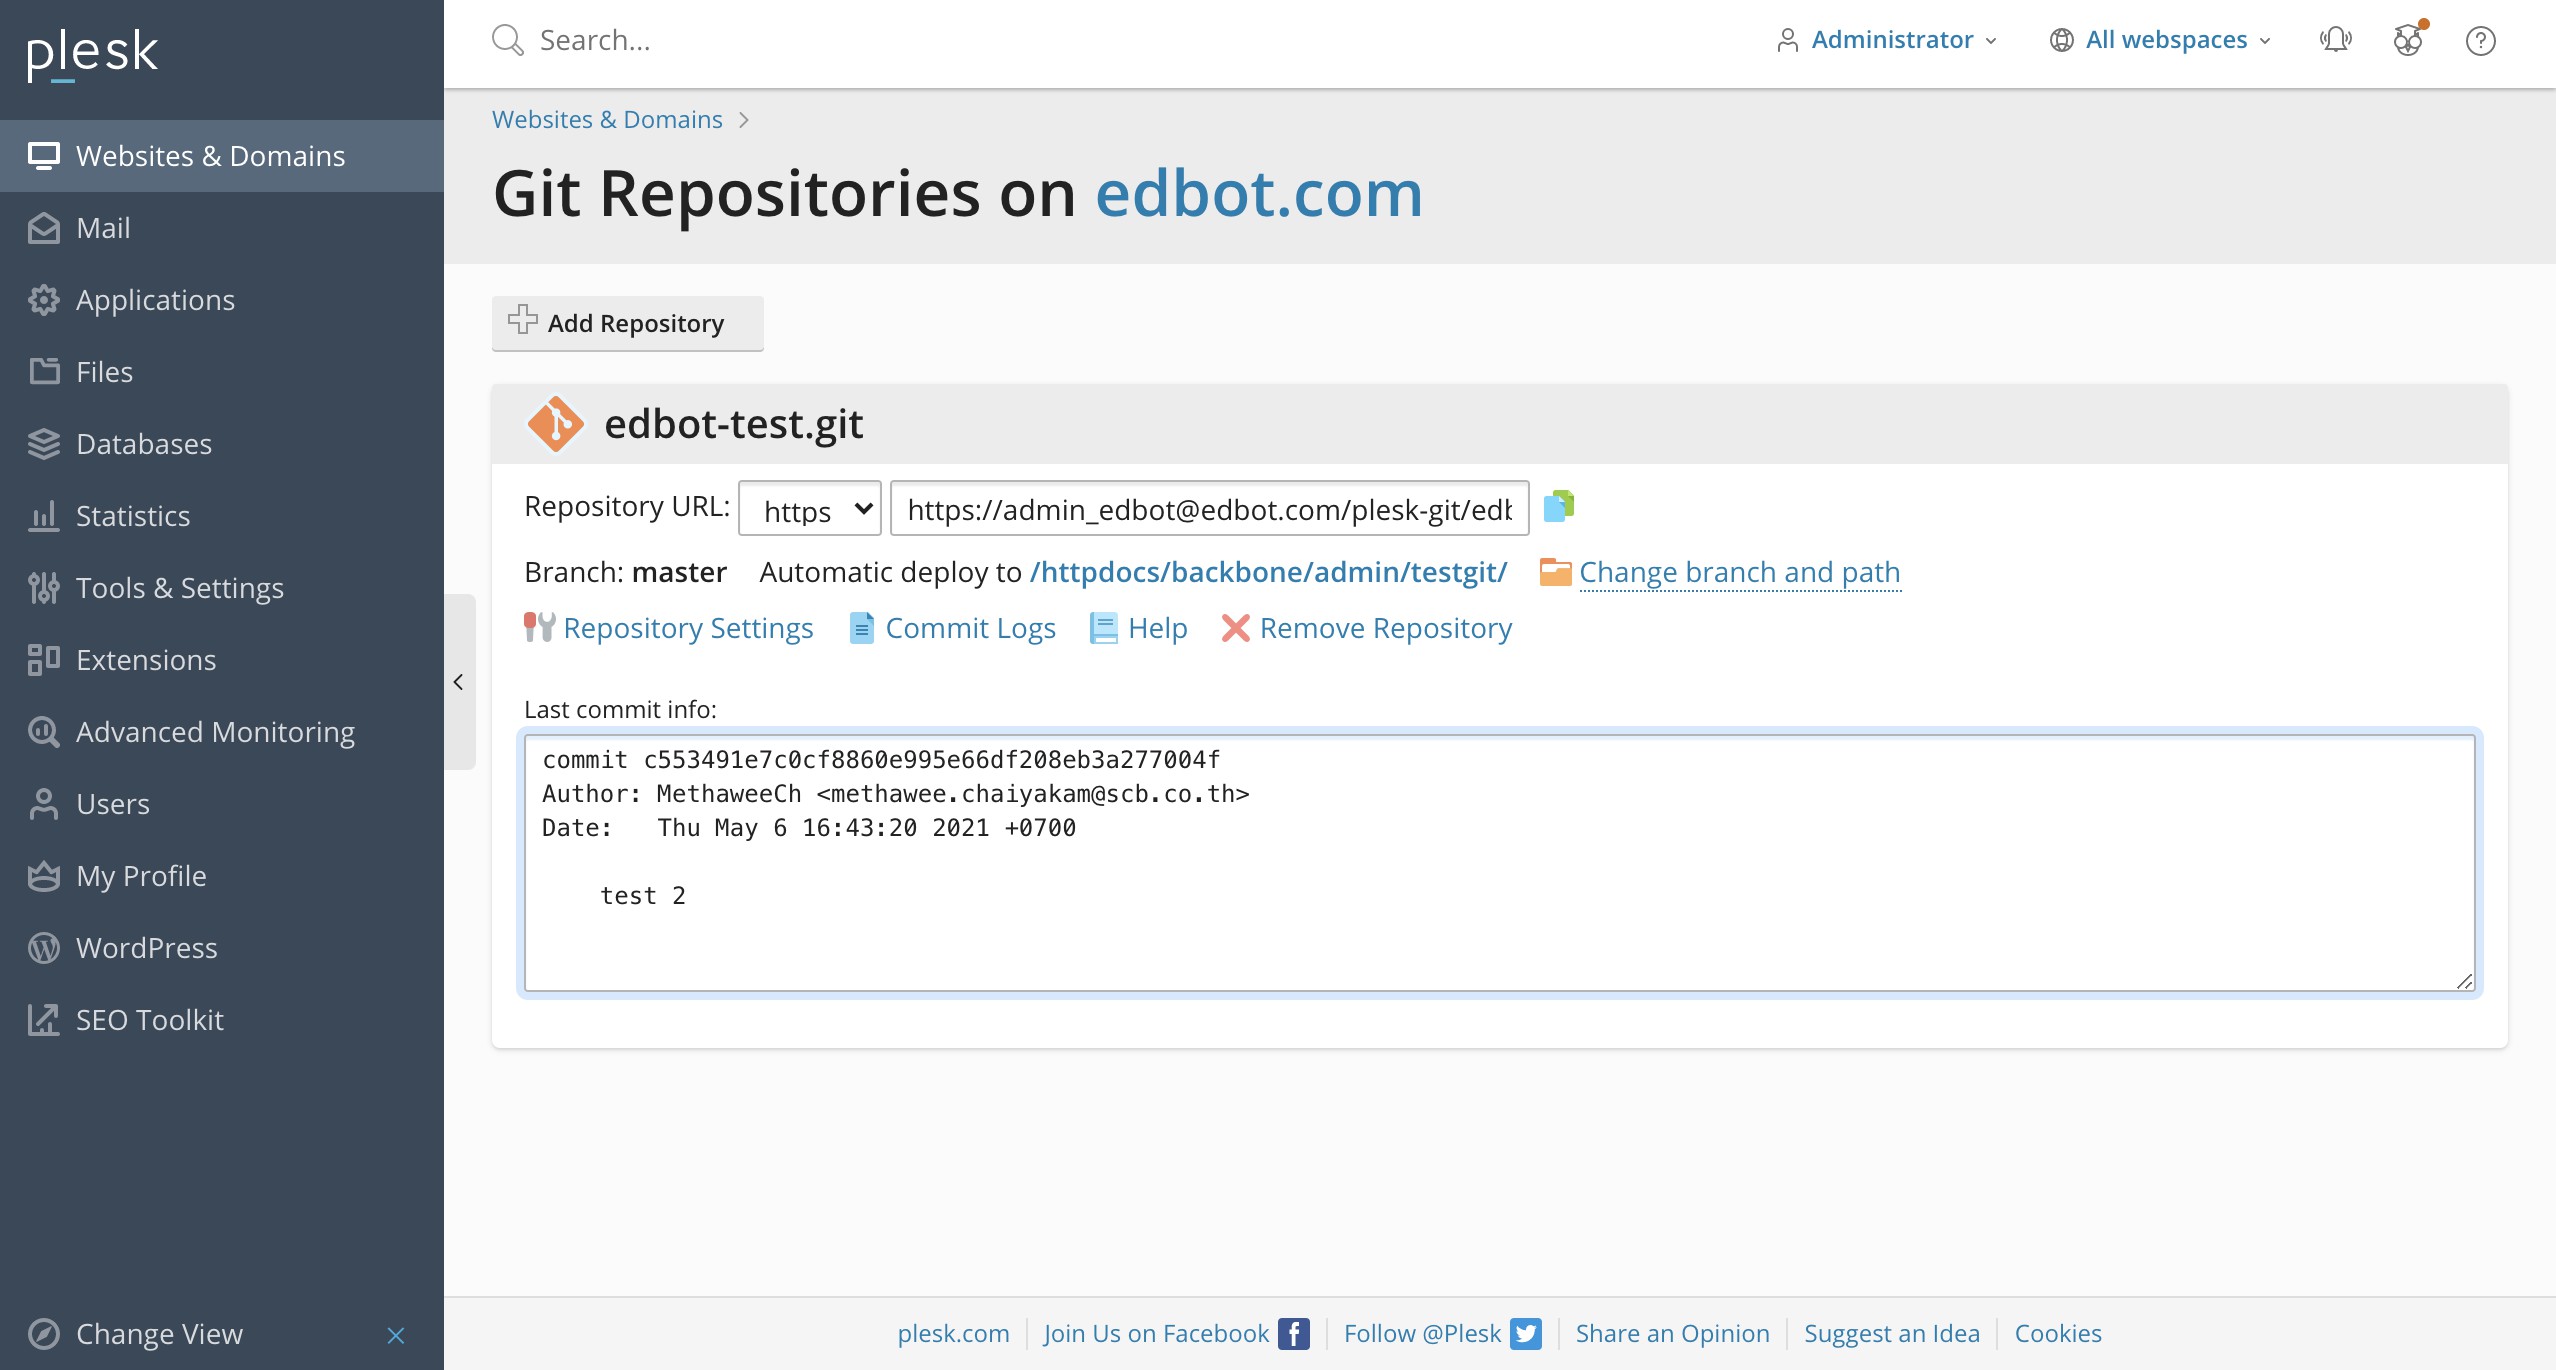 plesk
Search...
Administrator
All webspaces
Websites & Domains
Mail
Applications
Files
Databases
Statistics
Tools & Settings
Extensions
Advanced Monitoring
Users
My Profile
WordPress
SEO Toolkit
Change View
Websites & Domains
Git Repositories on edbot.com
Add Repository
edbot-test.git
Repository URL: https https://admin_edbot@edbot.com/plesk-git/edb
Branch: master Automatic deploy to /httpdocs/backbone/admin/testgit/ Change branch and path
Repository Settings Commit Logs Help Remove Repository
Last commit info:
commit c553491e7c0cf8860e995e66df208eb3a277004f
Author: MethaweeCh <methawee.chaiyakam@scb.co.th>
Date:   Thu May 6 16:43:20 2021 +0700
test 2
plesk.com Join Us on Facebook Follow @Plesk Share an Opinion Suggest an Idea Cookies